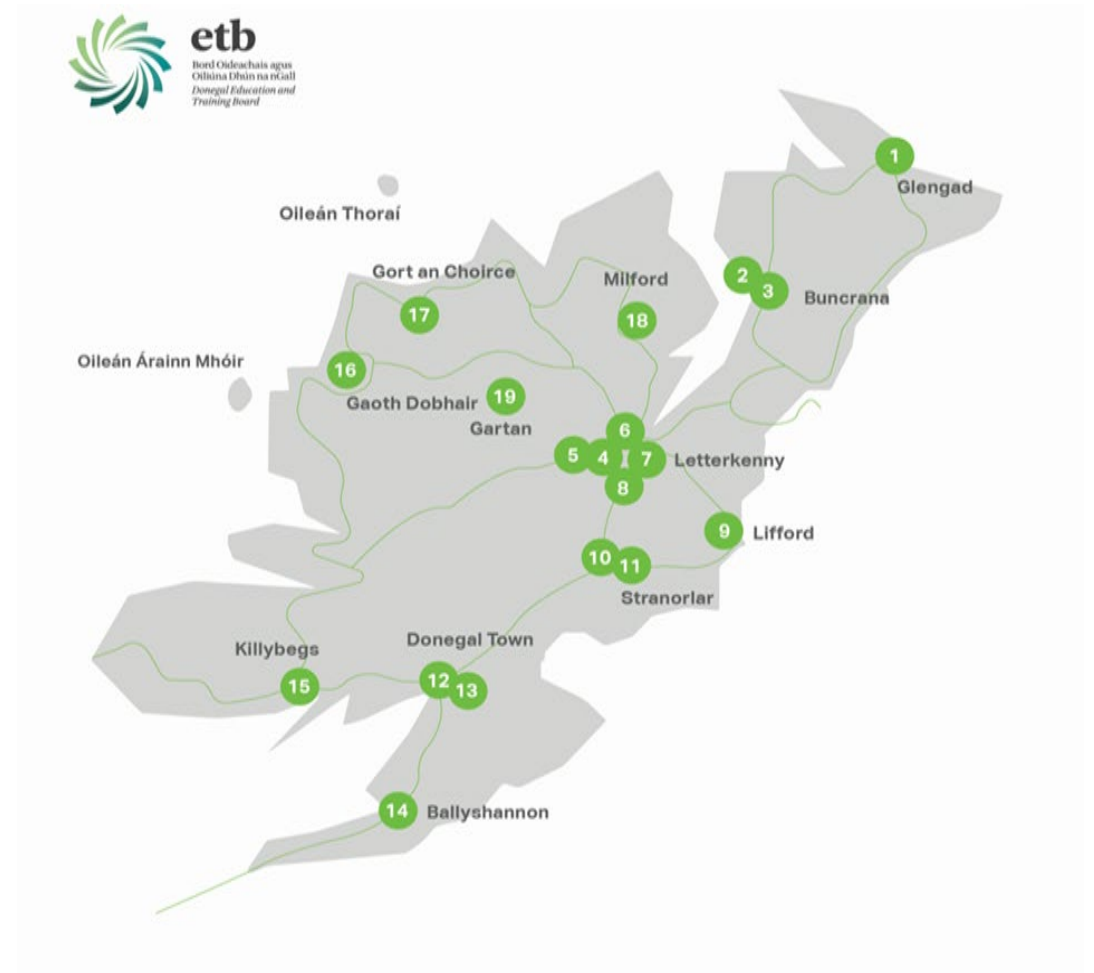 etb
Bord Oideachais agus
Oiliúna Dhún na nGall
Donegal Education and
Training Board
1
Glengad
Oileán Thoraí
Gort an Choirce
17
Milford
18
2
3
Buncrana
Oileán Árainn Mhóir
16
Gaoth Dobhair
19
Gartan
6
5
4
7
Letterkenny
8
9
Lifford
10
11
Stranorlar
Killybegs
15
Donegal Town
12
13
14
Ballyshannon